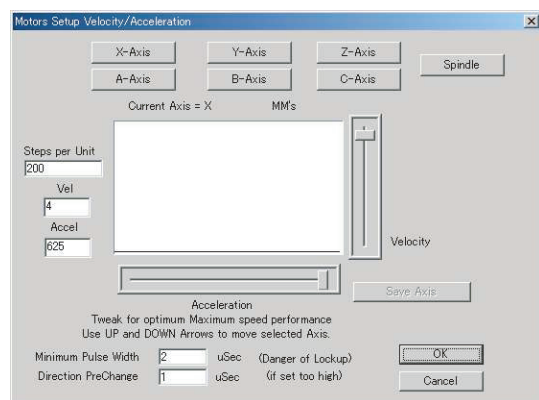 Motors Setup Velocity/Acceleration
X-Axis Y-Axis Z-Axis
Spindle
A-Axis B-Axis C-Axis
Current Axis = X MM's
Steps per Unit
200
Vel
4
Accel
625
Velocity
Save Axis
Acceleration
Tweak for optimum Maximum speed performance
Use UP and DOWN Arrows to move selected Axis.
Minimum Pulse Width 2 uSec (Danger of Lockup) OK
Direction PreChange 1 uSec (if set too high) Cancel